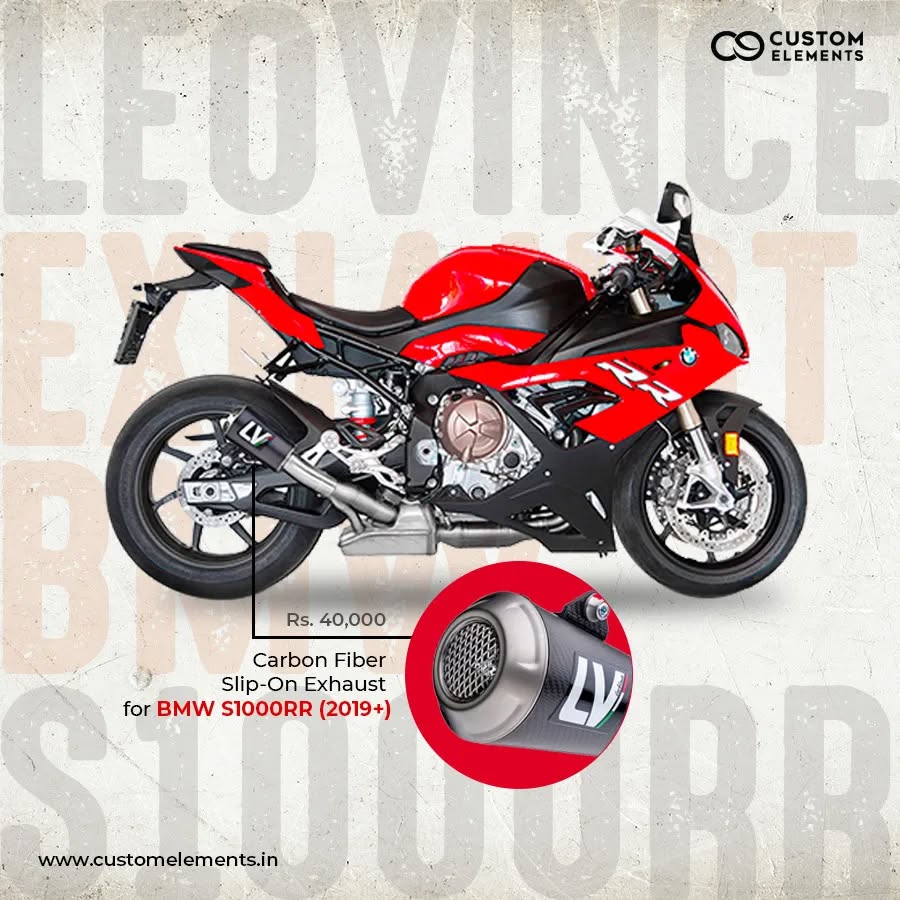 LEOVINCE
CUSTOM
ELEMENTS
EXHAUST
RR
LV
BMW
Rs. 40,000
Carbon Fiber
Slip-On Exhaust
for BMW S1000RR (2019+)
LV
S1000RR
www.customelements.in